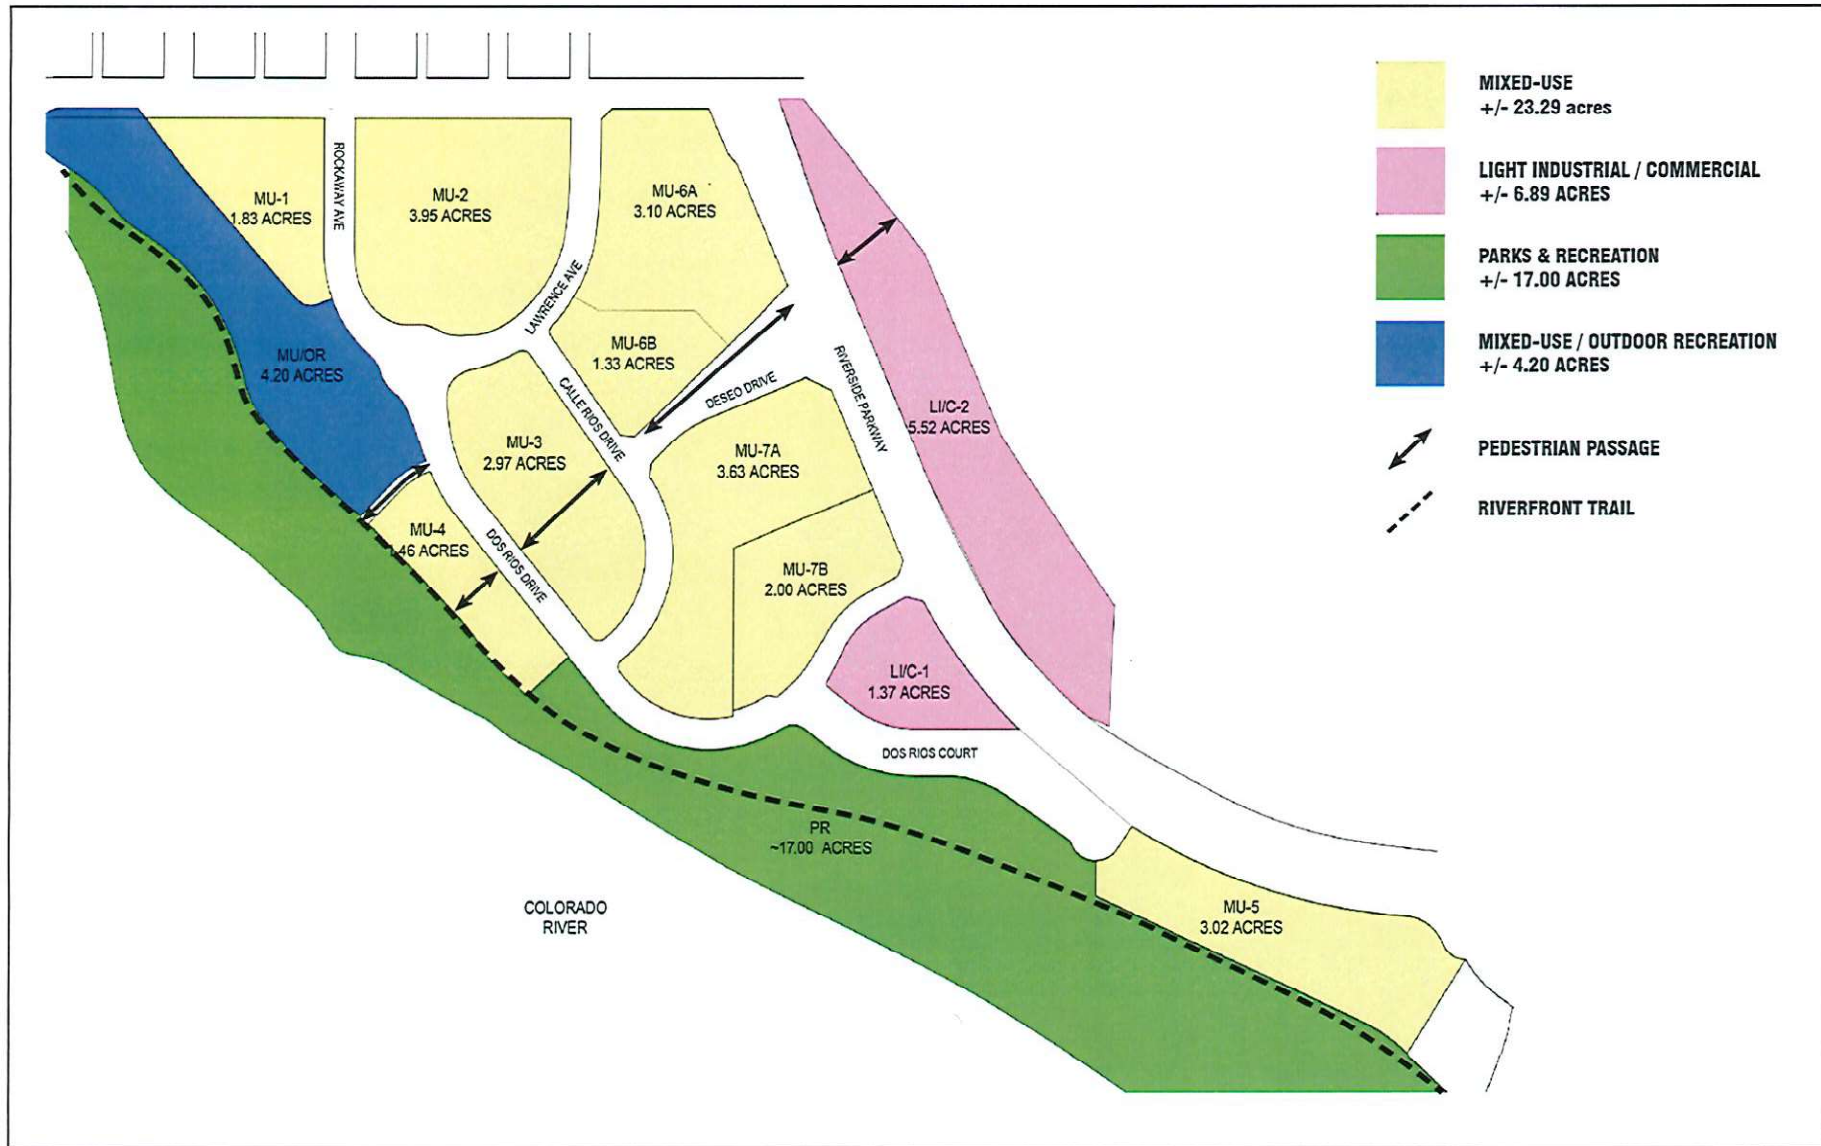 MU-1
1.83 ACRES
ROCKAWAY AVE
MU-2
3.95 ACRES
MU-6A
3.10 ACRES
LAWRENCE AVE
MU-6B
1.33 ACRES
MU/OR
4.20 ACRES
CALLE RIOS DRIVE
DESEO DRIVE
RIVERSIDE PARKWAY
LI/C-2
5.52 ACRES
MU-3
2.97 ACRES
MU-7A
3.63 ACRES
MU-4
.46 ACRES
DOS RIOS DRIVE
MU-7B
2.00 ACRES
LI/C-1
1.37 ACRES
DOS RIOS COURT
PR
~17.00 ACRES
COLORADO
RIVER
MU-5
3.02 ACRES
MIXED-USE
+/- 23.29 acres
LIGHT INDUSTRIAL / COMMERCIAL
+/- 6.89 ACRES
PARKS & RECREATION
+/- 17.00 ACRES
MIXED-USE / OUTDOOR RECREATION
+/- 4.20 ACRES
PEDESTRIAN PASSAGE
RIVERFRONT TRAIL